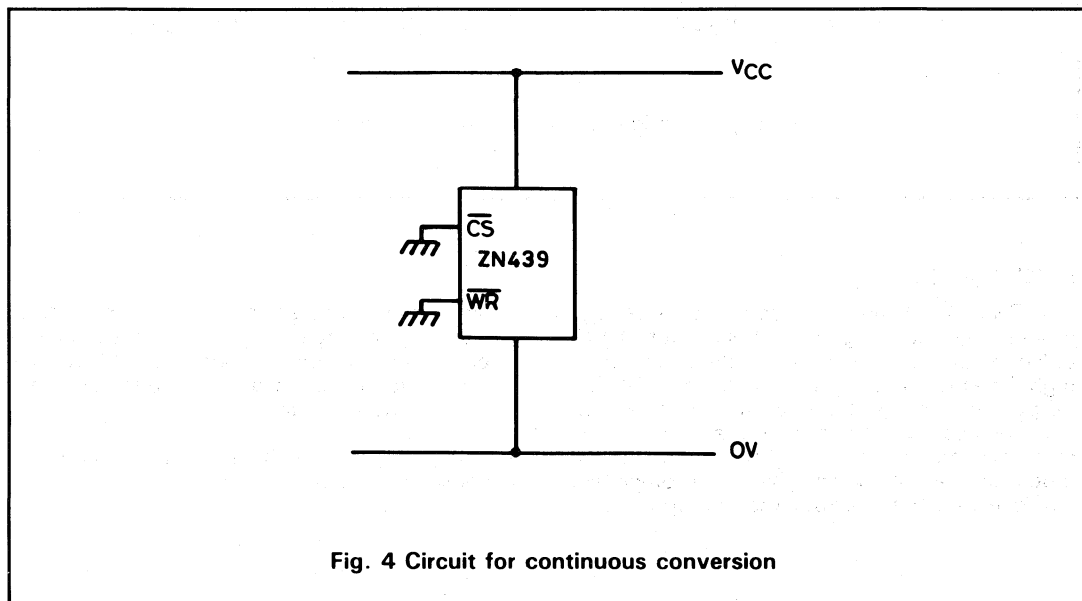 VCC
CS
ZN439
WR
OV
Fig. 4 Circuit for continuous conversion